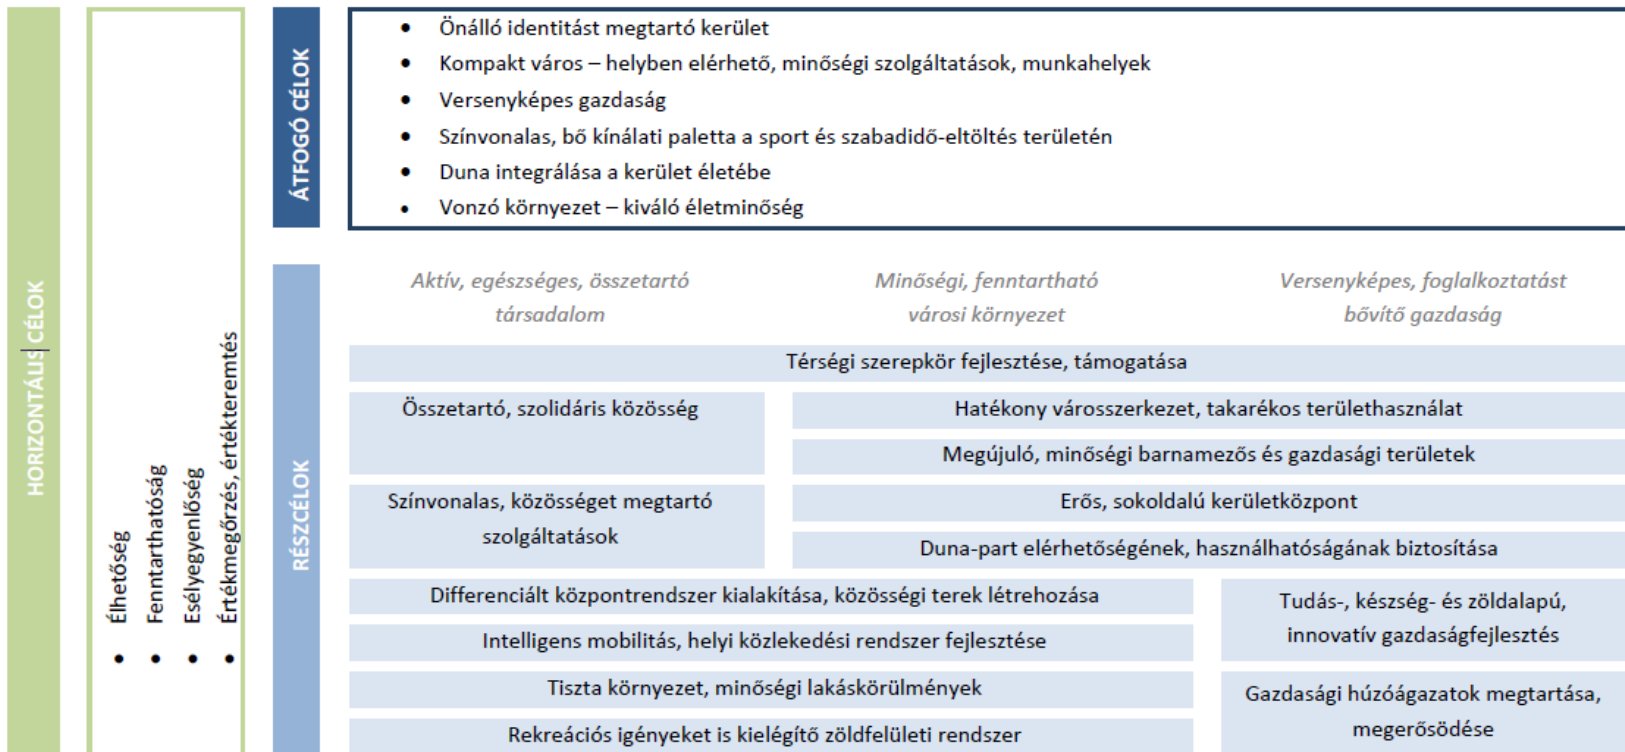 HORIZONTÁLIS CÉLOK
• Élhetőség
• Fenntarthatóság
• Esélyegyenlőség
• Értékmegőrzés, értékteremtés
ÁTFOGÓ CÉLOK
• Önálló identitást megtartó kerület
• Kompakt város – helyben elérhető, minőségi szolgáltatások, munkahelyek
• Versenyképes gazdaság
• Színvonalas, bő kínálati paletta a sport és szabadidő-eltöltés területén
• Duna integrálása a kerület életébe
• Vonzó környezet – kiváló életminőség
RÉSZCÉLOK
Aktív, egészséges, összetartó
társadalom
Minőségi, fenntartható
városi környezet
Versenyképes, foglalkoztatást
bővítő gazdaság
Térségi szerepkör fejlesztése, támogatása
Összetartó, szolidáris közösség
Hatékony városszerkezet, takarékos területhasználat
Megújuló, minőségi barnamezős és gazdasági területek
Színvonalas, közösséget megtartó
szolgáltatások
Erős, sokoldalú kerületközpont
Duna-part elérhetőségének, használhatóságának biztosítása
Differenciált központrendszer kialakítása, közösségi terek létrehozása
Intelligens mobilitás, helyi közlekedési rendszer fejlesztése
Tudás-, készség- és zöldalapú,
innovatív gazdaságfejlesztés
Tiszta környezet, minőségi lakáskörülmények
Rekreációs igényeket is kielégítő zöldfelületi rendszer
Gazdasági húzóágazatok megtartása,
megerősödése